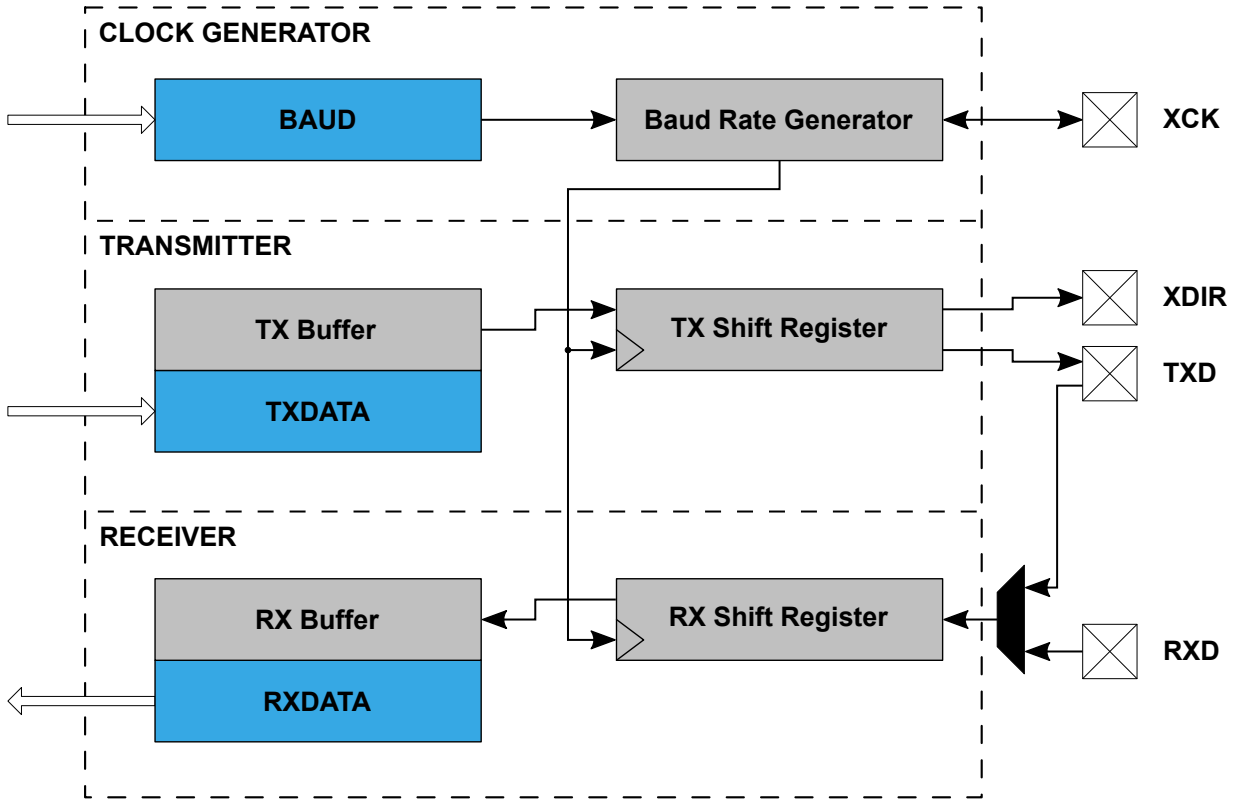 CLOCK GENERATOR
BAUD
Baud Rate Generator
XCK
TRANSMITTER
TX Buffer
TXDATA
TX Shift Register
XDIR
TXD
RECEIVER
RX Buffer
RXDATA
RX Shift Register
RXD